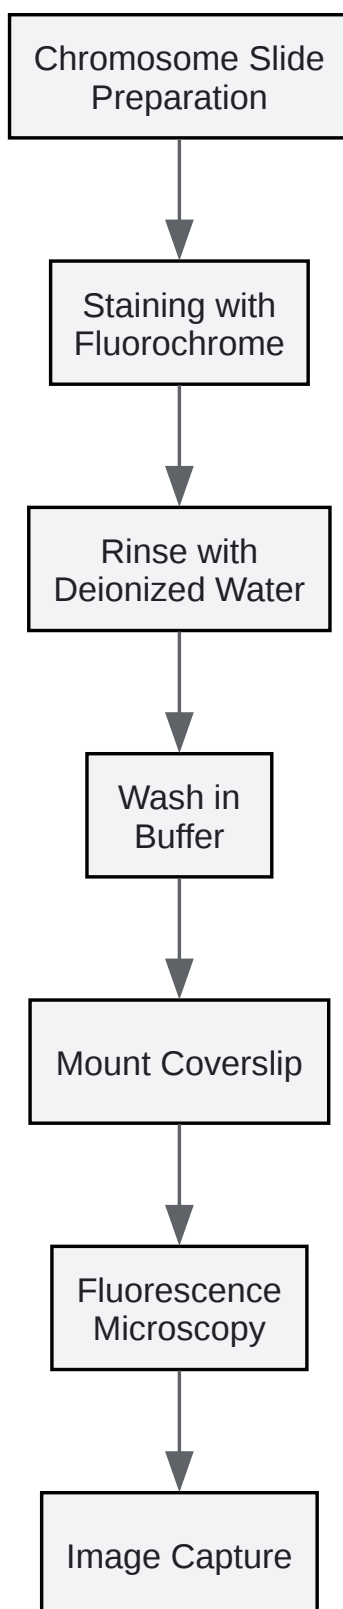 Chromosome Slide
Preparation
Staining with
Fluorochrome
Rinse with
Deionized Water
Wash in
Buffer
Mount Coverslip
Fluorescence
Microscopy
Image Capture